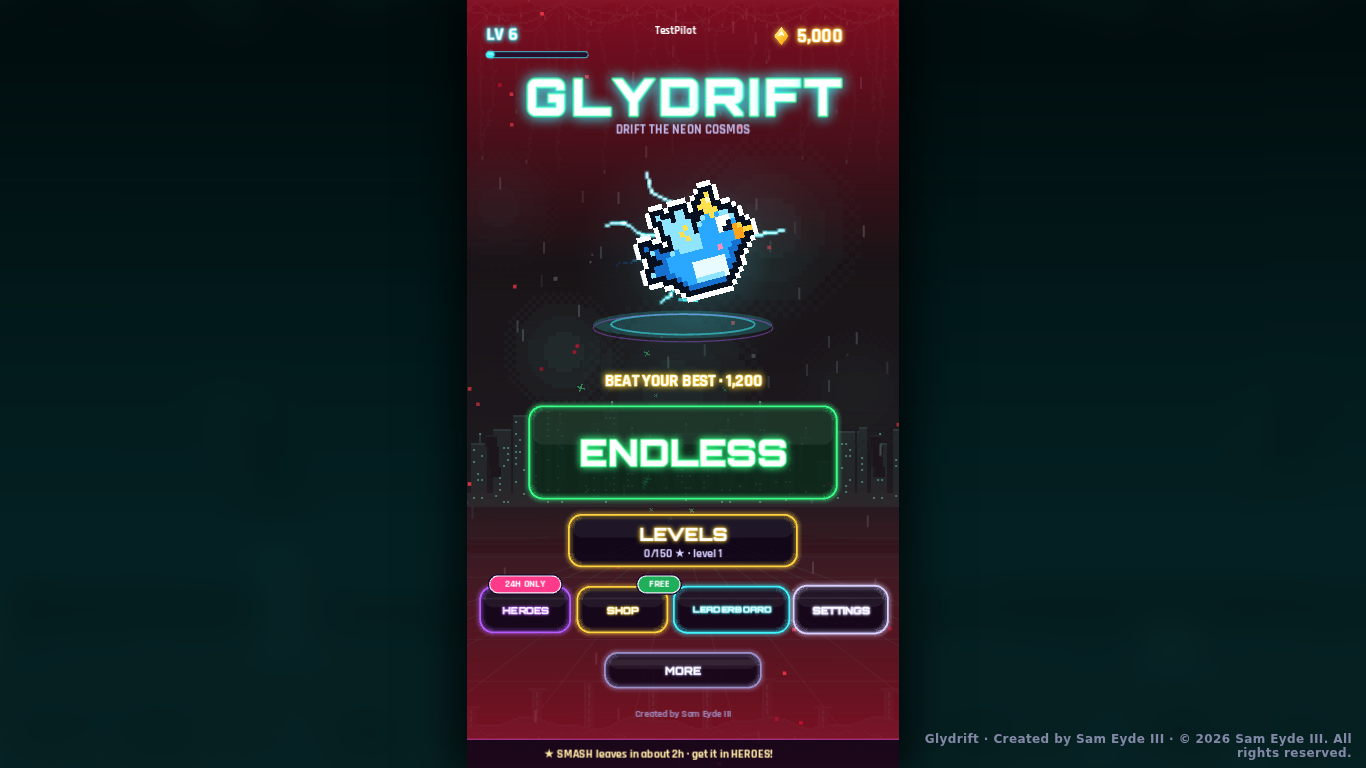 LV 6
TestPilot
5,000
GLYDRIFT
DRIFT THE NEON COSMOS
BEAT YOUR BEST · 1,200
ENDLESS
LEVELS
0/150 ★ · level 1
24H ONLY
FREE
HEROES
SHOP
LEADERBOARD
SETTINGS
MORE
Created by Sam Eyde III
★ SMASH leaves in about 2h · get it in HEROES!
Glydrift · Created by Sam Eyde III · © 2026 Sam Eyde III. All
rights reserved.